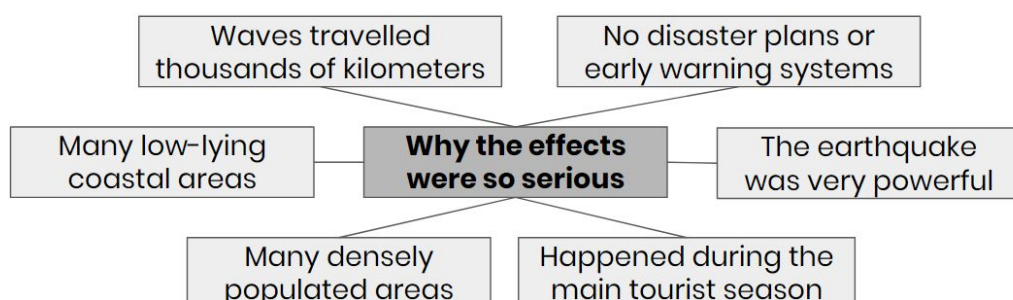 Waves travelled
thousands of kilometers
No disaster plans or
early warning systems
Many low-lying
coastal areas
Why the effects
were so serious
The earthquake
was very powerful
Many densely
populated areas
Happened during the
main tourist season